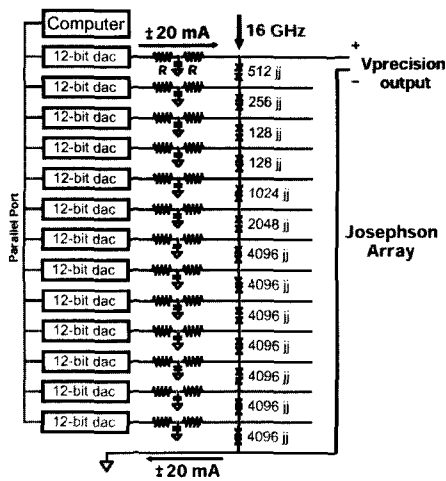 Computer
±20 mA
16 GHz
12-bit dac
R R
512 jj
+
Vprecision
output
−
12-bit dac
256 jj
12-bit dac
128 jj
12-bit dac
128 jj
12-bit dac
1024 jj
12-bit dac
2048 jj
12-bit dac
4096 jj
12-bit dac
4096 jj
12-bit dac
4096 jj
12-bit dac
4096 jj
12-bit dac
4096 jj
12-bit dac
4096 jj
12-bit dac
4096 jj
Parallel Port
Josephson
Array
±20 mA